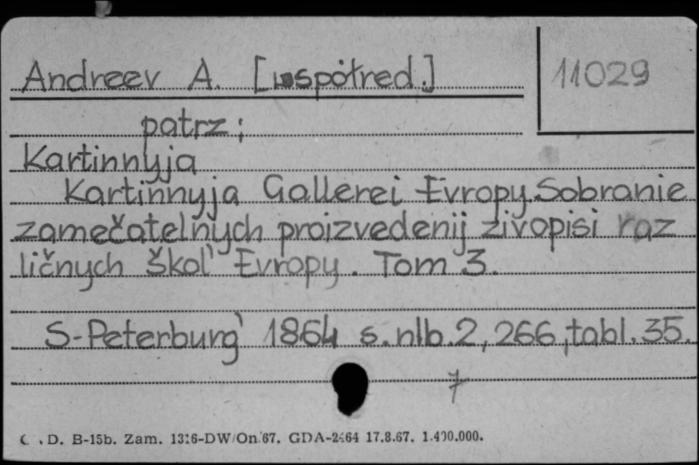 Andreev A. [współred.]
11029
patrz:
Kartinnyja
Kartinnyja Gallerei Evropy. Sobranie
zamečatelnych proizvedenij živopisi raz
ličnych škol' Evropy. Tom 3.
S-Peterburg' 1864 s. nlb. 2, 266, tabl. 35.
7
D. B-15b. Zam. 1316-DW/On/67. GDA-2464 17.8.67. 1.400.000.